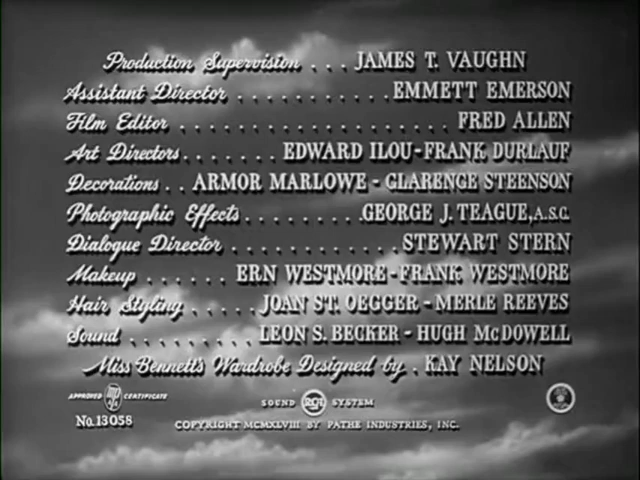 Production Supervision . . . JAMES T. VAUGHN
Assistant Director . . . . . . . . . . . EMMETT EMERSON
Film Editor . . . . . . . . . . . . . . . . . . . FRED ALLEN
Art Directors . . . . . . . EDWARD ILOU - FRANK DURLAUF
Decorations . . ARMOR MARLOWE - CLARENCE STEENSON
Photographic Effects . . . . . . . . . GEORGE J. TEAGUE, A.S.C.
Dialogue Director . . . . . . . . . . . . STEWART STERN
Makeup . . . . . . ERN WESTMORE - FRANK WESTMORE
Hair Styling . . . . . JOAN ST. OEGGER - MERLE REEVES
Sound . . . . . . . . . LEON S. BECKER - HUGH McDOWELL
Miss Bennett's Wardrobe Designed by . KAY NELSON
APPROVED CERTIFICATE
No. 13058
SOUND RCA SYSTEM
COPYRIGHT MCMXLVIII BY PATHE INDUSTRIES, INC.